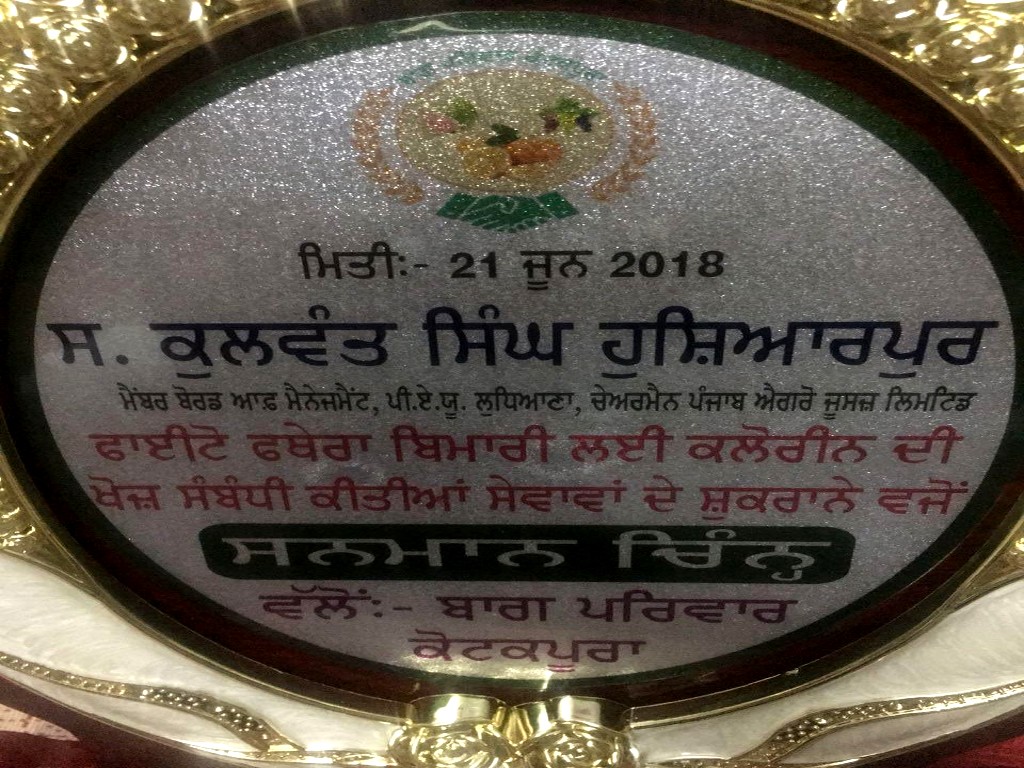 ਮਿਤੀ:- 21 ਜੂਨ 2018
ਸ. ਕੁਲਵੰਤ ਸਿੰਘ ਹੁਸ਼ਿਆਰਪੁਰ
ਮੈਂਬਰ ਬੋਰਡ ਆਫ਼ ਮੈਨੇਜਮੈਂਟ, ਪੀ.ਏ.ਯੂ. ਲੁਧਿਆਣਾ, ਚੇਅਰਮੈਨ ਪੰਜਾਬ ਐਗਰੋ ਜੂਸਜ਼ ਲਿਮਟਿਡ
ਫਾਈਟੋ ਫਥੇਰਾ ਬਿਮਾਰੀ ਲਈ ਕਲੋਰੀਨ ਦੀ
ਖੋਜ਼ ਸੰਬੰਧੀ ਕੀਤੀਆਂ ਸੇਵਾਵਾਂ ਦੇ ਸ਼ੁਕਰਾਨੇ ਵਜੋਂ
ਸਨਮਾਨ ਚਿੰਨ੍ਹ
ਵੱਲੋਂ:- ਬਾਗ ਪਰਿਵਾਰ
ਕੋਟਕਪੂਰਾ